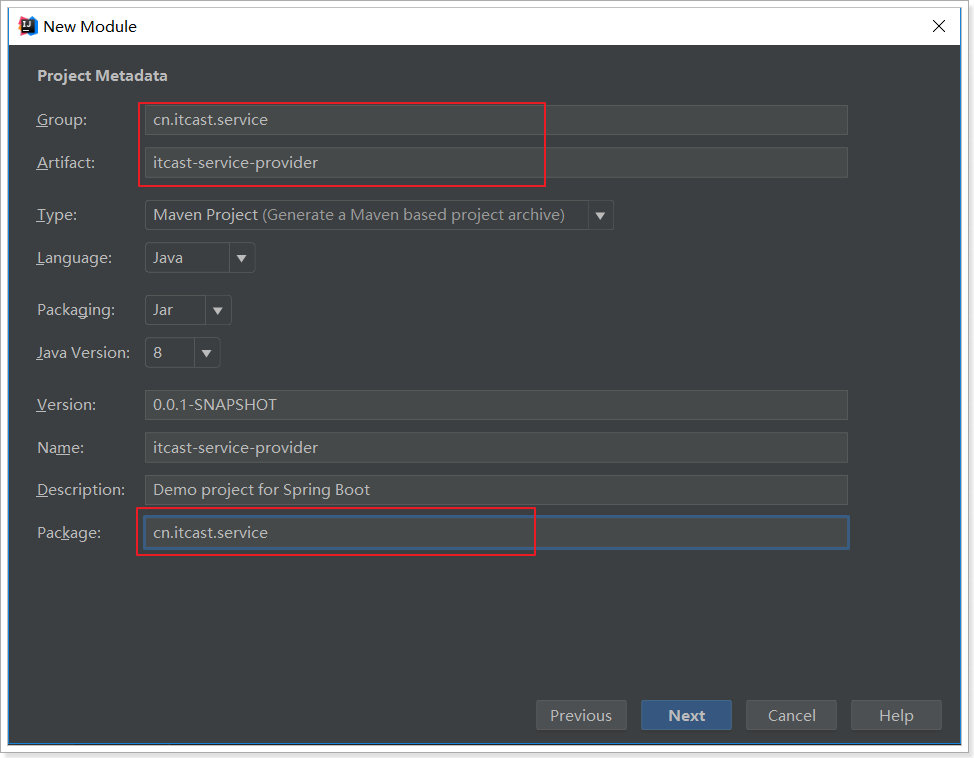 New Module
Project Metadata
Group: cn.itcast.service
Artifact: itcast-service-provider
Type: Maven Project (Generate a Maven based project archive)
Language: Java
Packaging: Jar
Java Version: 8
Version: 0.0.1-SNAPSHOT
Name: itcast-service-provider
Description: Demo project for Spring Boot
Package: cn.itcast.service
Previous Next Cancel Help